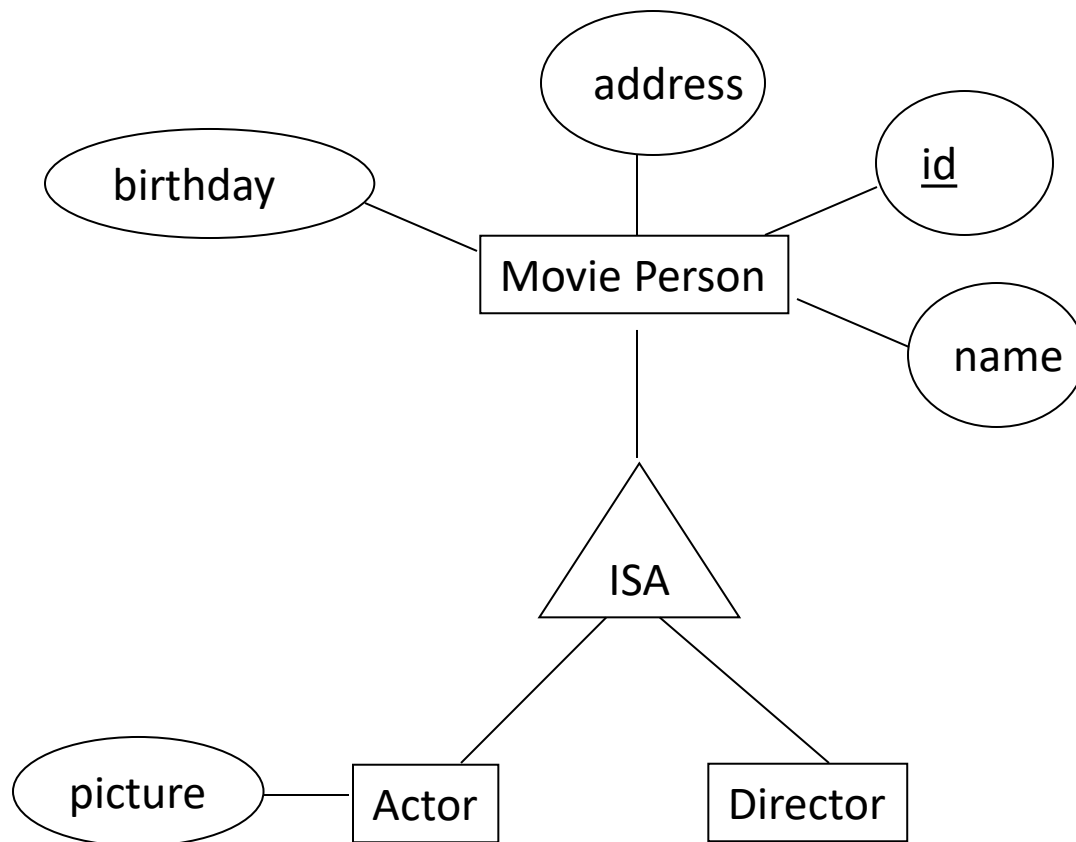 address
id
birthday
Movie Person
name
ISA
picture
Actor
Director